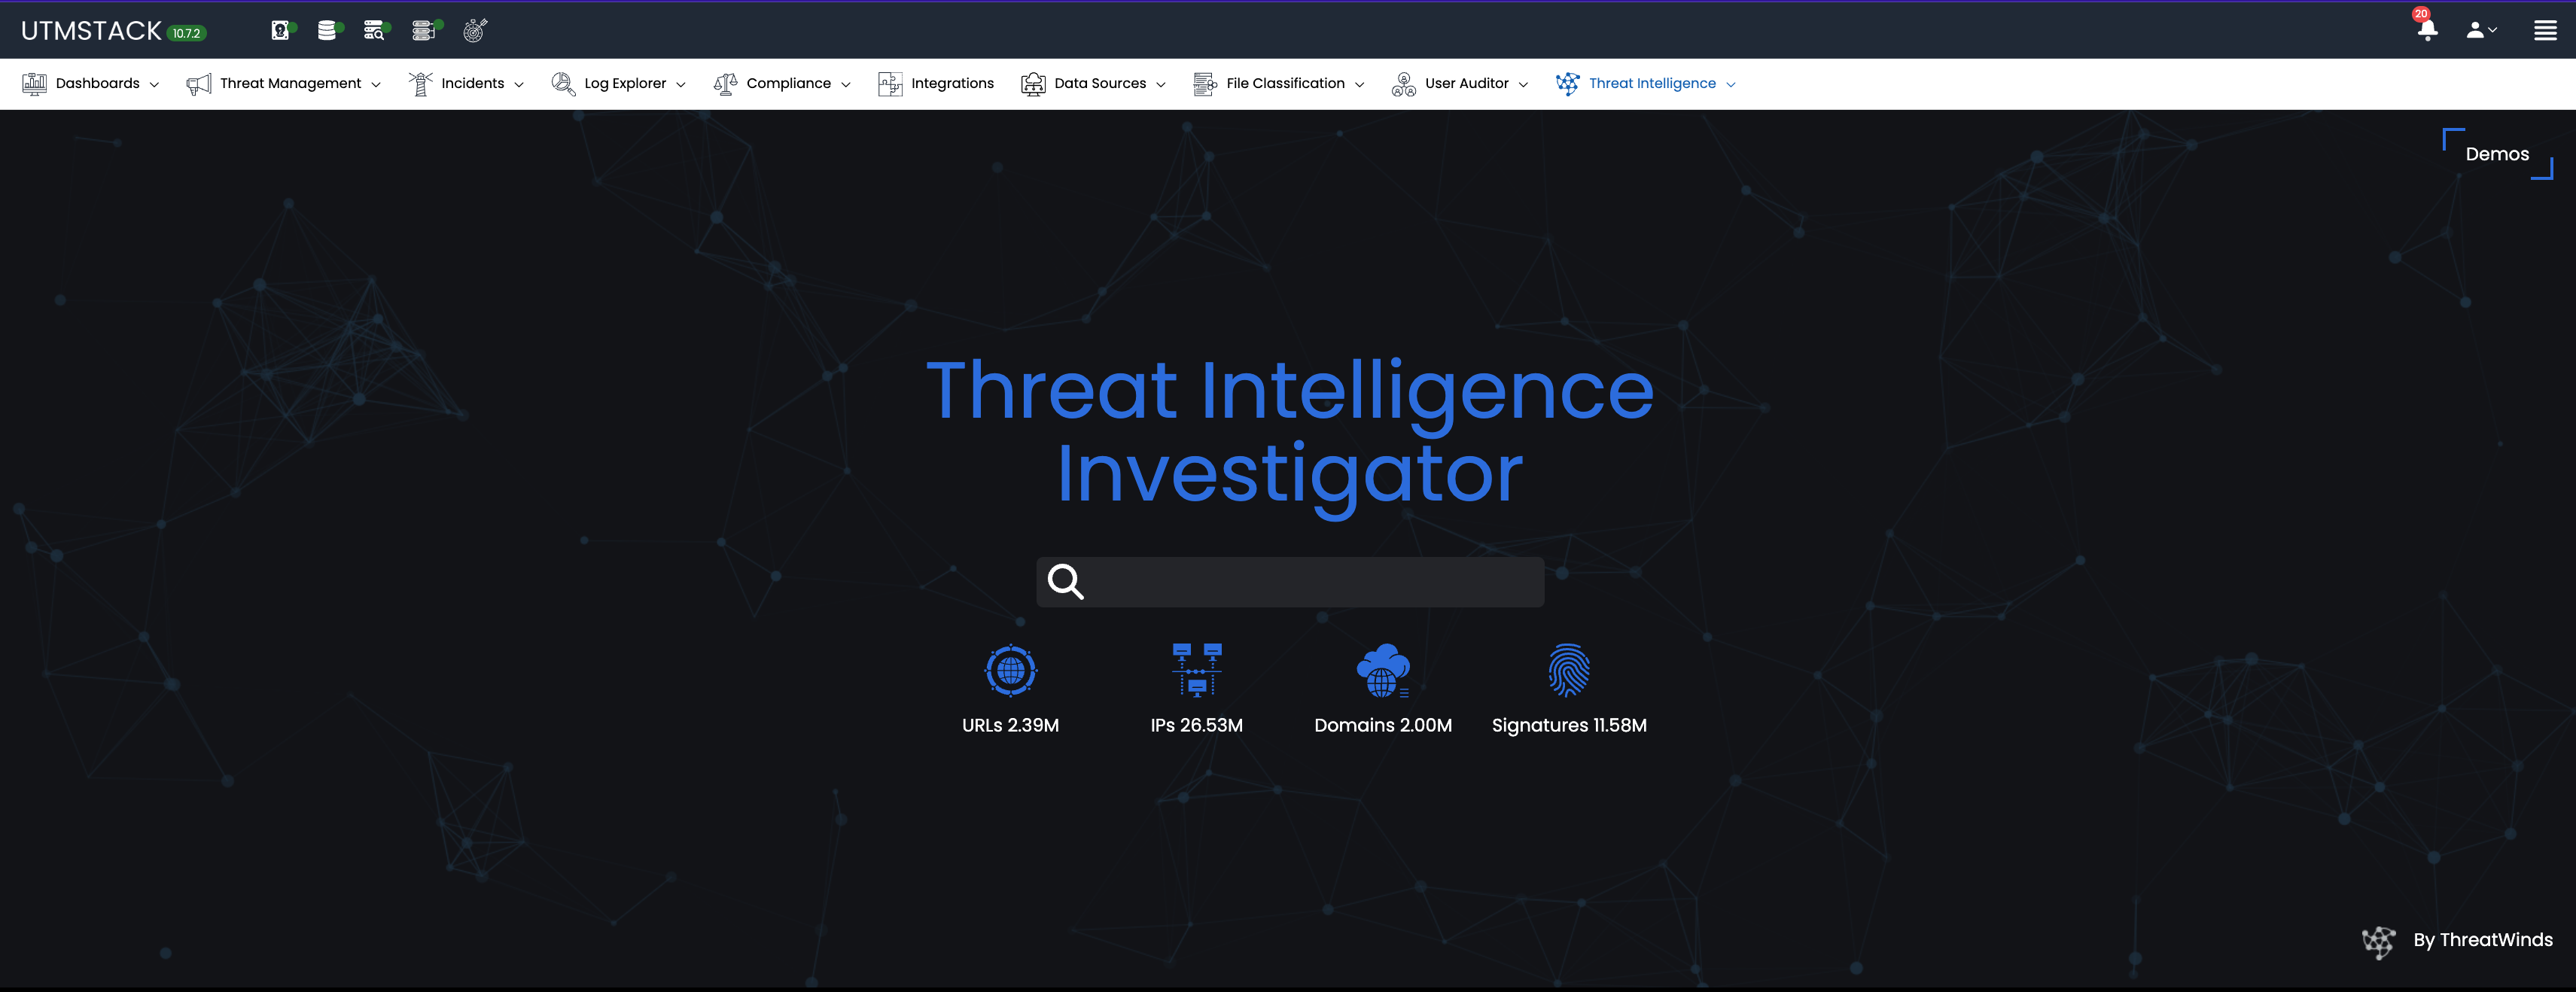 UTMSTACK 10.7.2
20
Dashboards Threat Management Incidents Log Explorer Compliance Integrations Data Sources File Classification User Auditor Threat Intelligence
Demos
Threat Intelligence
Investigator
URLs 2.39M IPs 26.53M Domains 2.00M Signatures 11.58M
By ThreatWinds